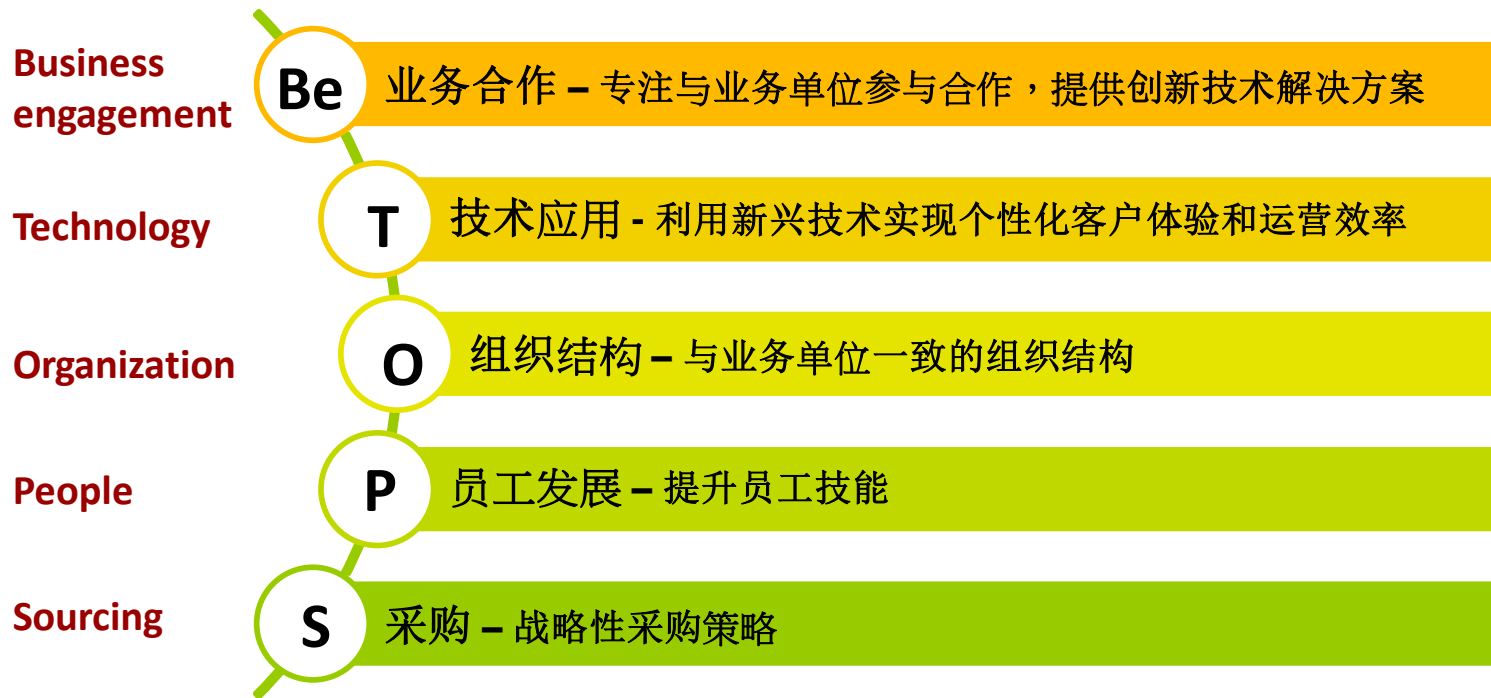 Business
engagement
Be
业务合作 – 专注与业务单位参与合作，提供创新技术解决方案
Technology
T
技术应用 - 利用新兴技术实现个性化客户体验和运营效率
Organization
O
组织结构 – 与业务单位一致的组织结构
People
P
员工发展 – 提升员工技能
Sourcing
S
采购 – 战略性采购策略